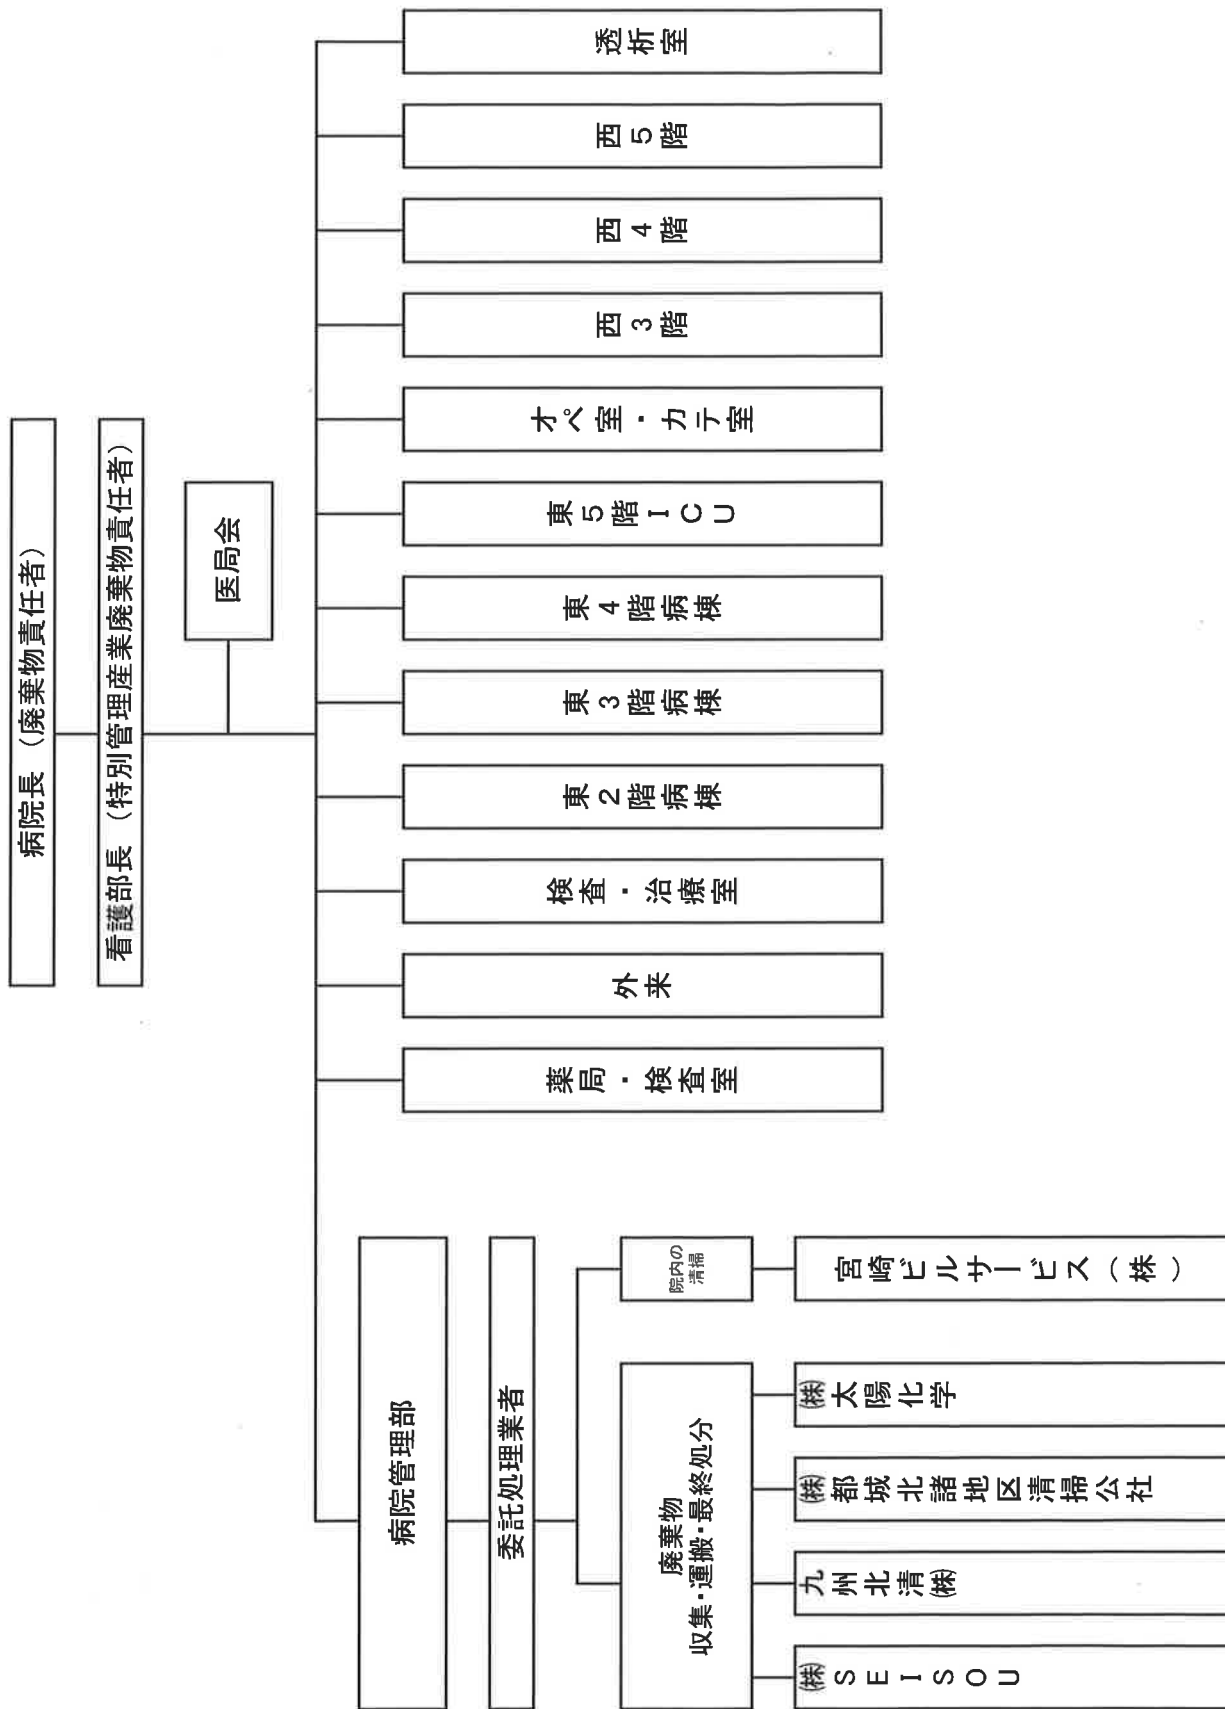 病院長（廃棄物責任者）
看護部長（特別管理産業廃棄物責任者）
医局会
病院管理部
委託処理業者
廃棄物
収集・運搬・最終処分
院内の
清掃
㈱SEISOU
九州北清㈱
㈱都城北諸地区清掃公社
㈱太陽化学
宮崎ビルサービス（株）
薬局・検査室
外来
検査・治療室
東2階病棟
東3階病棟
東4階病棟
東5階ICU
オペ室・カテ室
西3階
西4階
西5階
透析室